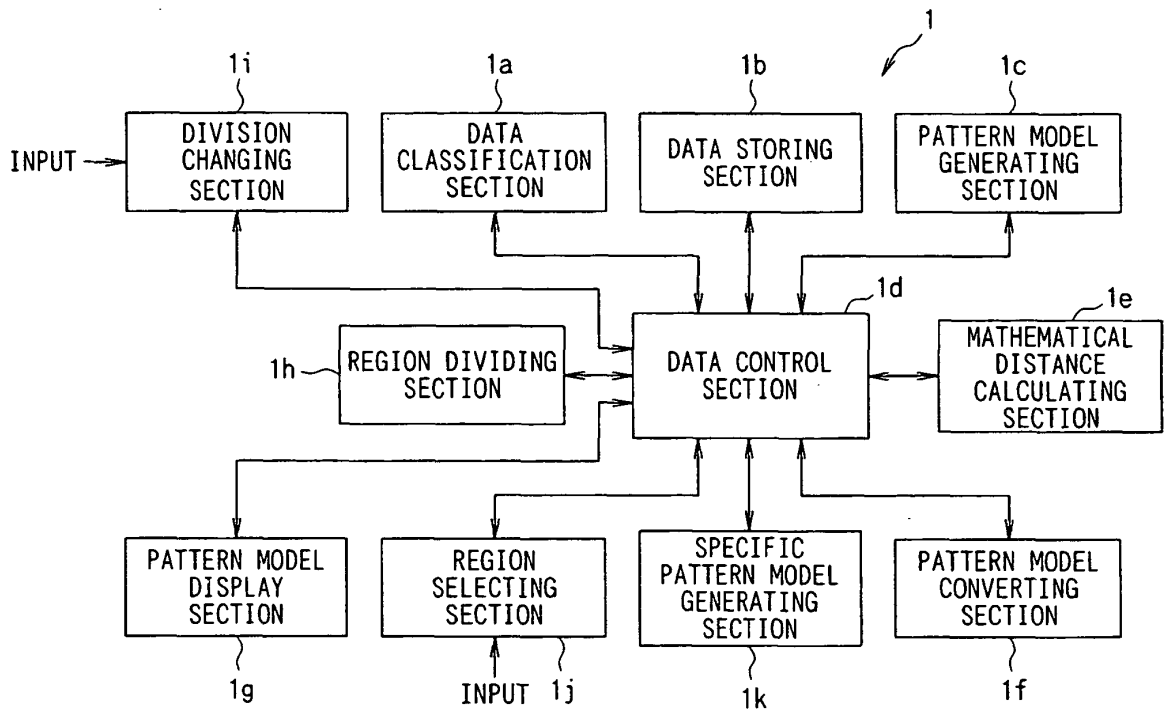 1
1i
1a
1b
1c
INPUT
DIVISION
CHANGING
SECTION
DATA
CLASSIFICATION
SECTION
DATA STORING
SECTION
PATTERN MODEL
GENERATING
SECTION
1d
1e
1h
REGION DIVIDING
SECTION
DATA CONTROL
SECTION
MATHEMATICAL
DISTANCE
CALCULATING
SECTION
PATTERN MODEL
DISPLAY
SECTION
REGION
SELECTING
SECTION
SPECIFIC
PATTERN MODEL
GENERATING
SECTION
PATTERN MODEL
CONVERTING
SECTION
1g
INPUT
1j
1k
1f